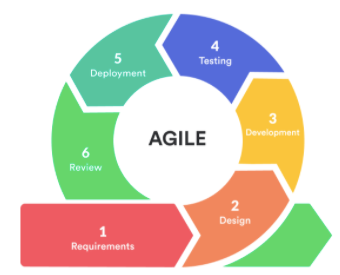 AGILE
1
Requirements
2
Design
3
Development
4
Testing
5
Deployment
6
Review